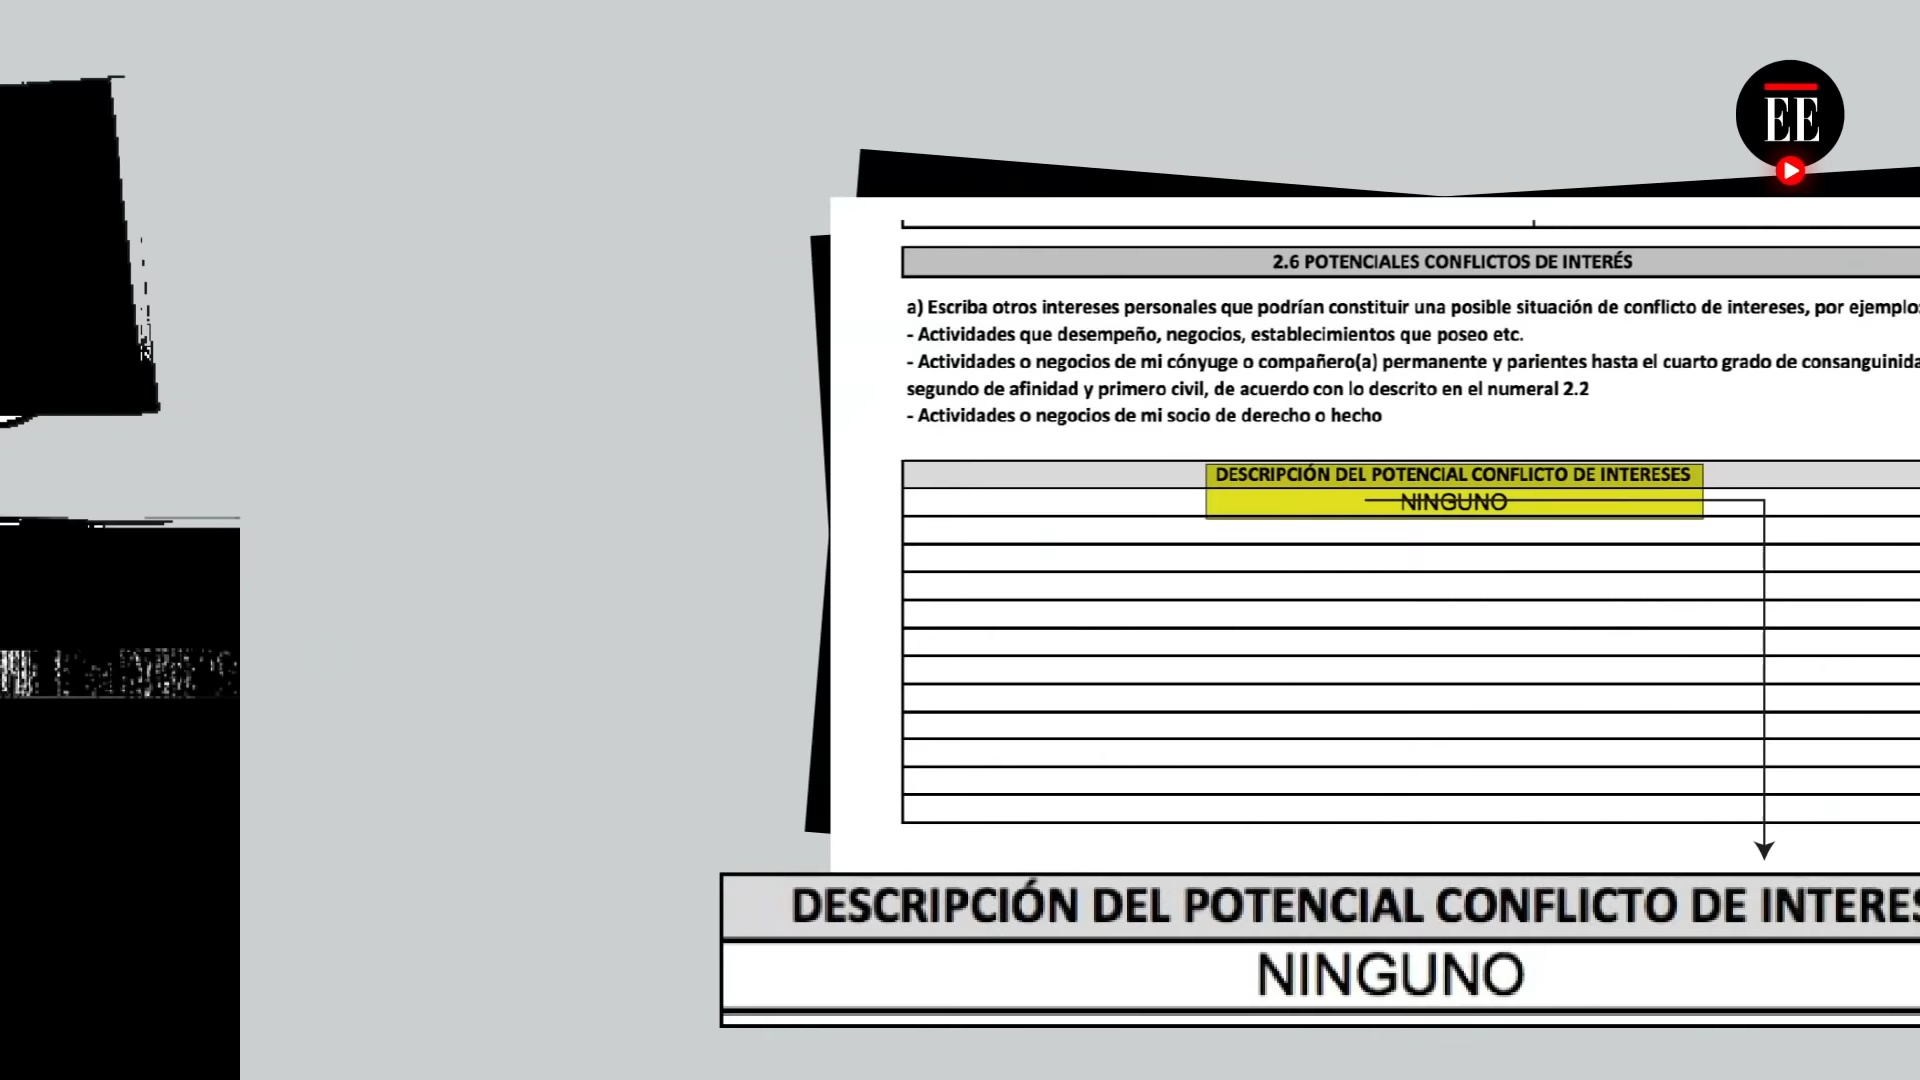 EE
2.6 POTENCIALES CONFLICTOS DE INTERÉS
a) Escriba otros intereses personales que podrían constituir una posible situación de conflicto de intereses, por ejemplo:
- Actividades que desempeño, negocios, establecimientos que poseo etc.
- Actividades o negocios de mi cónyuge o compañero(a) permanente y parientes hasta el cuarto grado de consanguinida
segundo de afinidad y primero civil, de acuerdo con lo descrito en el numeral 2.2
- Actividades o negocios de mi socio de derecho o hecho
DESCRIPCIÓN DEL POTENCIAL CONFLICTO DE INTERESES
NINGUNO
DESCRIPCIÓN DEL POTENCIAL CONFLICTO DE INTERES
NINGUNO